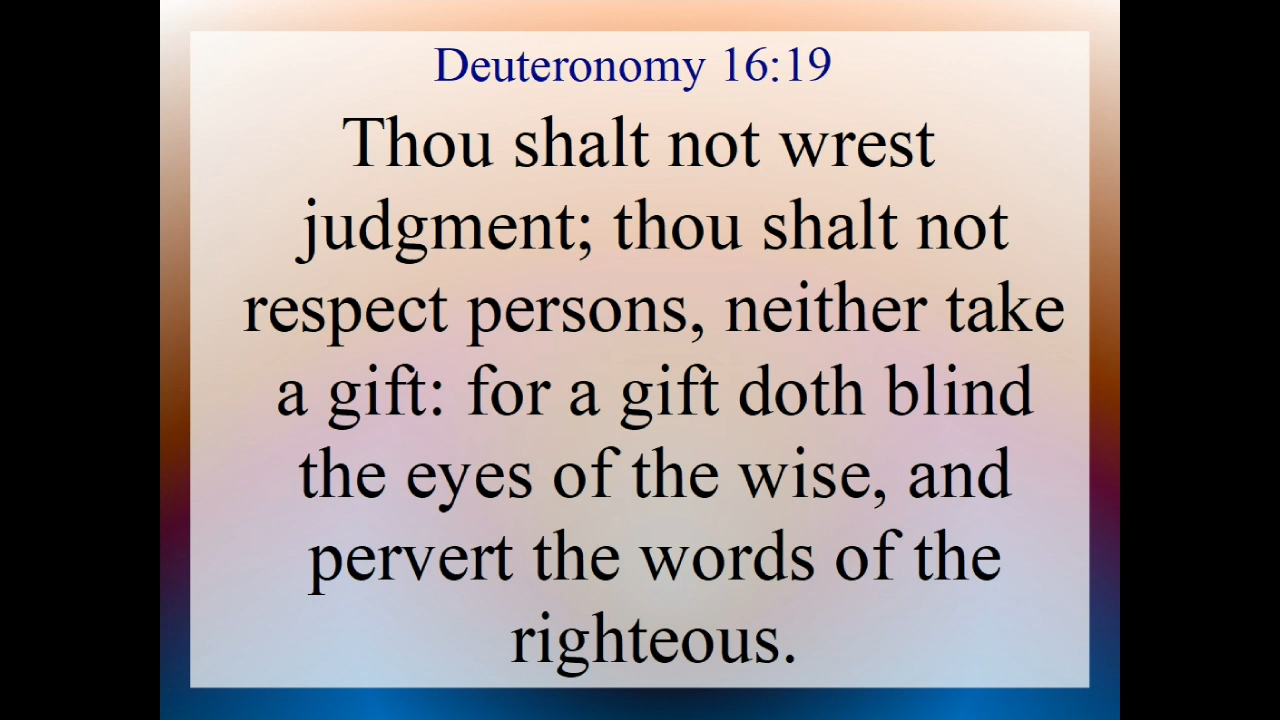 Deuteronomy 16:19
Thou shalt not wrest
judgment; thou shalt not
respect persons, neither take
a gift: for a gift doth blind
the eyes of the wise, and
pervert the words of the
righteous.